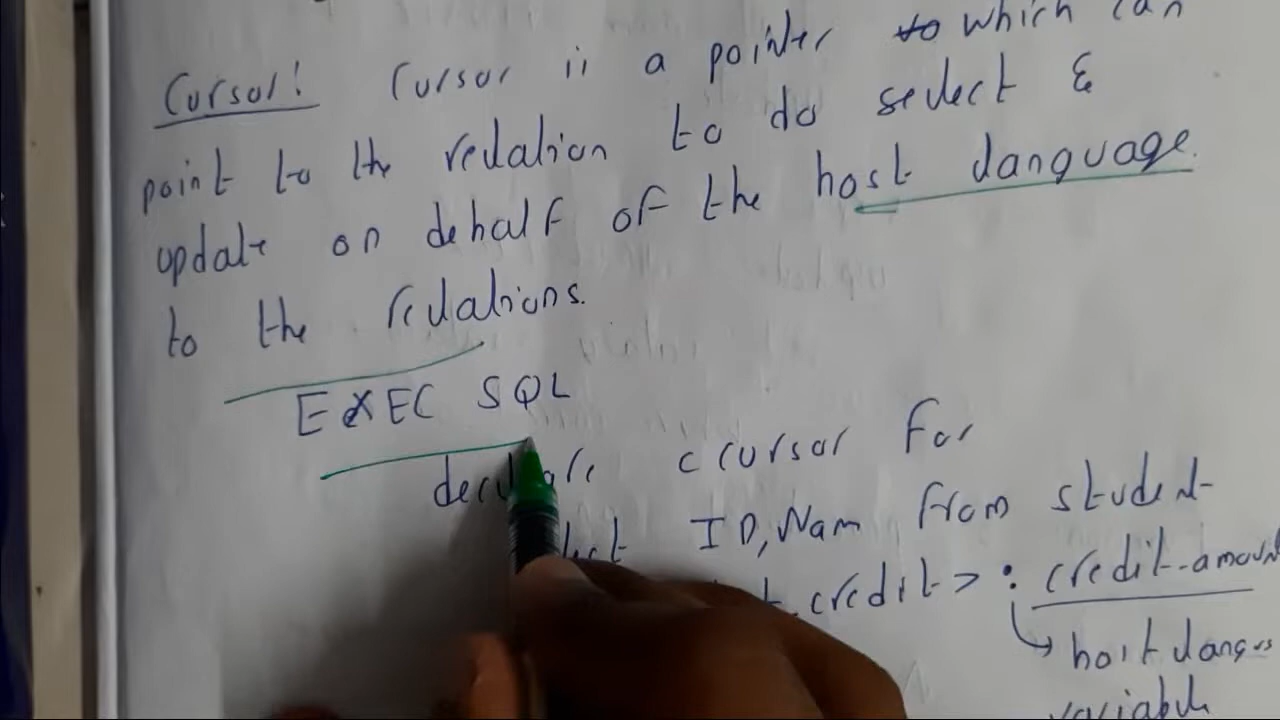 Cursor: Cursor is a pointer which can
point to the relation to do select &
update on behalf of the host language
to the relations.
EXEC SQL
declare c cursor for
ID, Nam from student
credit > : credit-amount
host